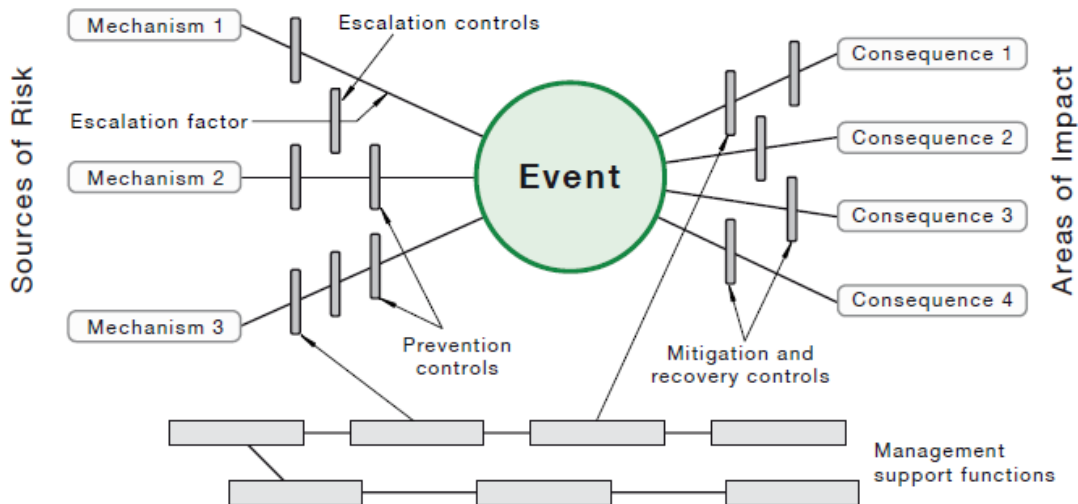 Sources of Risk
Mechanism 1
Escalation controls
Escalation factor
Mechanism 2
Mechanism 3
Prevention
controls
Event
Consequence 1
Consequence 2
Consequence 3
Consequence 4
Mitigation and
recovery controls
Areas of Impact
Management
support functions